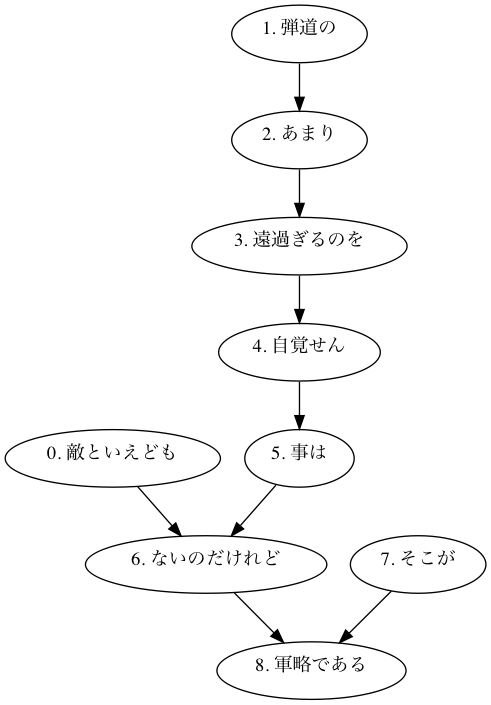 1. 弾道の
2. あまり
3. 遠過ぎるのを
4. 自覚せん
0. 敵といえども
5. 事は
6. ないのだけれど
7. そこが
8. 軍略である